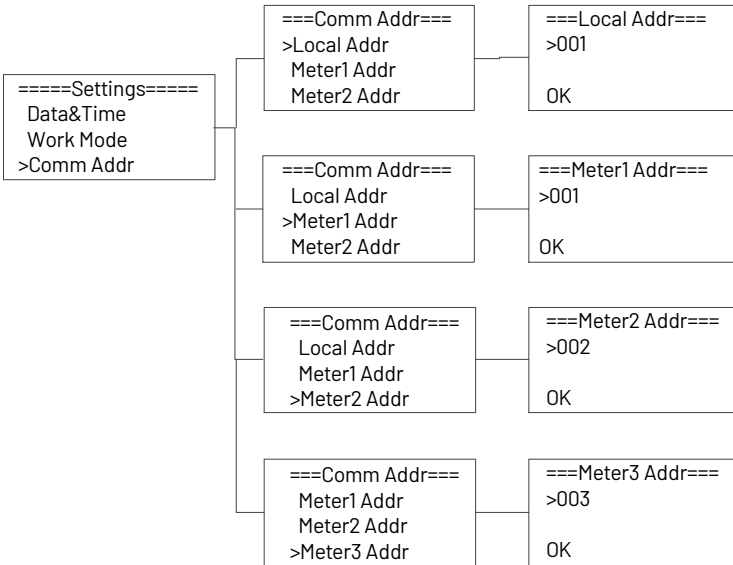 =====Settings=====
Data&Time
Work Mode
>Comm Addr
===Comm Addr===
>Local Addr
Meter1 Addr
Meter2 Addr
===Local Addr===
>001
OK
===Comm Addr===
Local Addr
>Meter1 Addr
Meter2 Addr
===Meter1 Addr===
>001
OK
===Comm Addr===
Local Addr
Meter1 Addr
>Meter2 Addr
===Meter2 Addr===
>002
OK
===Comm Addr===
Meter1 Addr
Meter2 Addr
>Meter3 Addr
===Meter3 Addr===
>003
OK